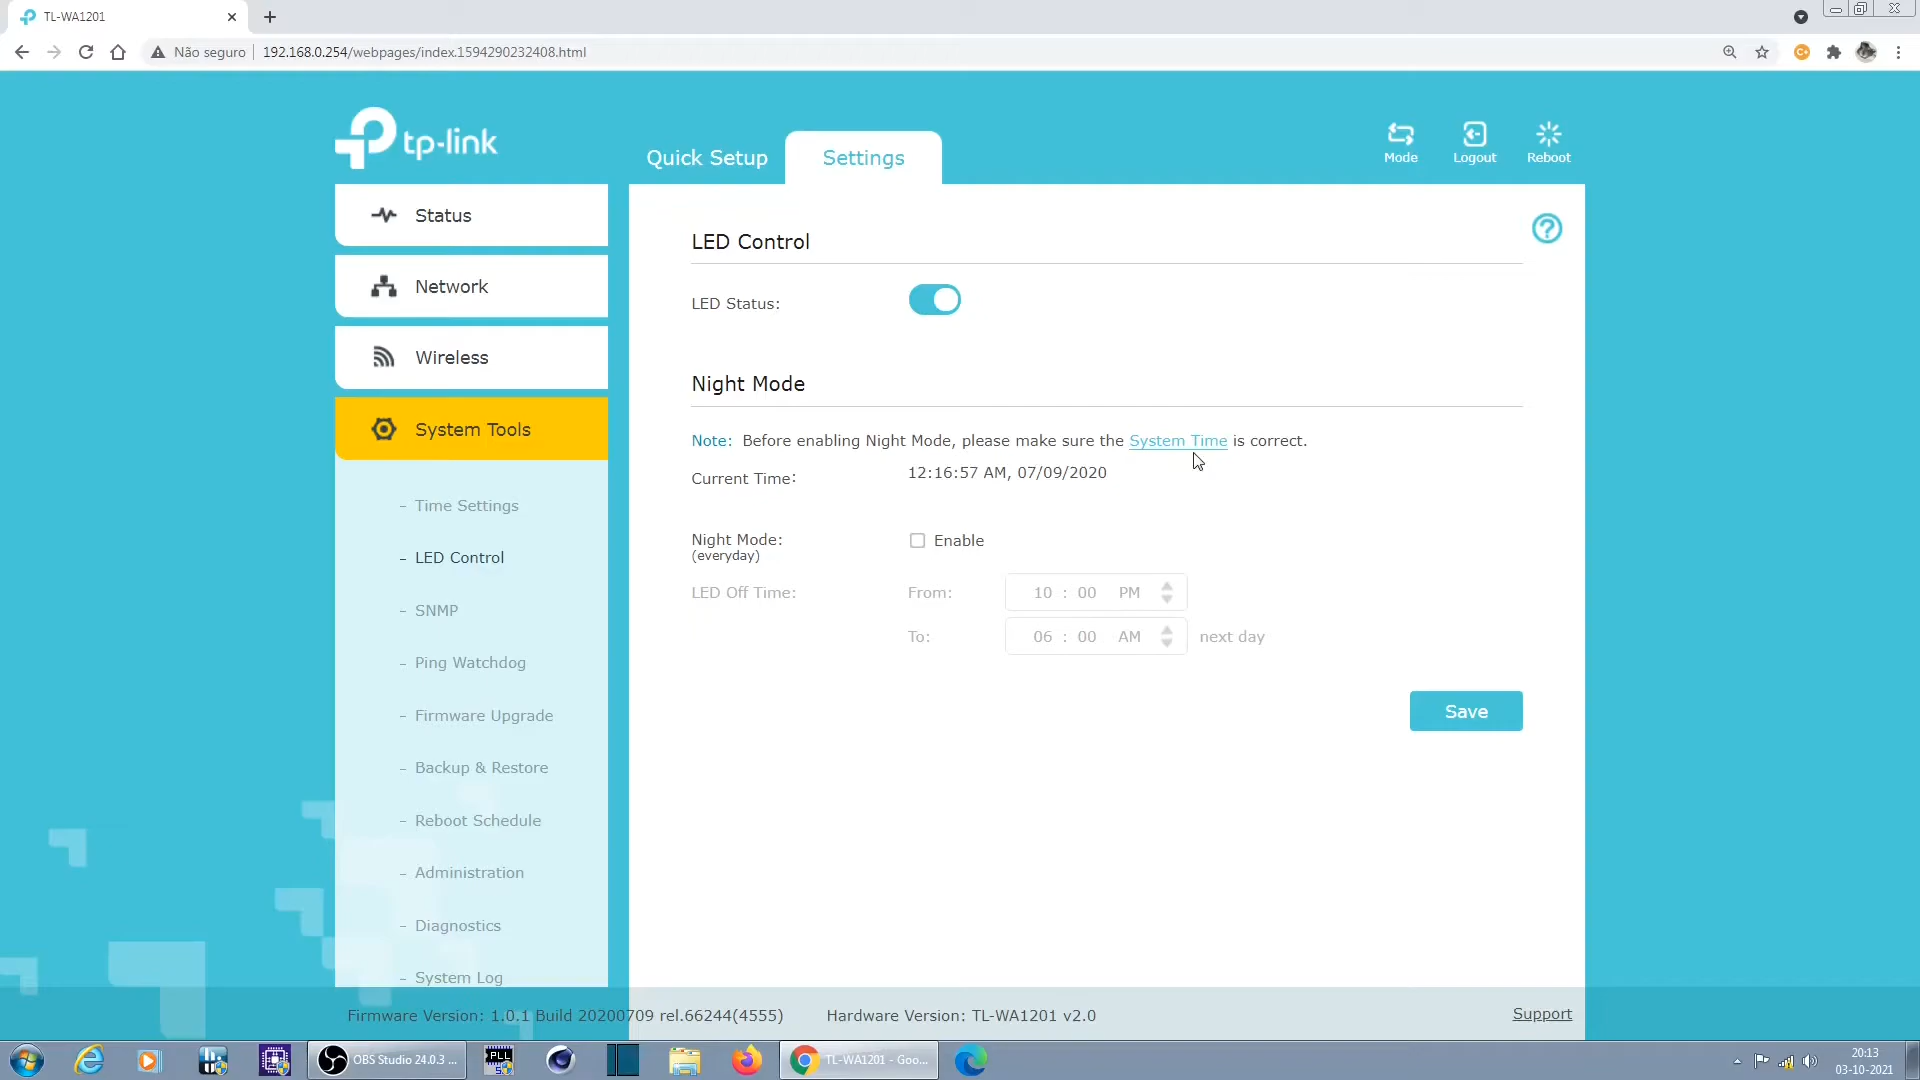 TL-WA1201
Não seguro
192.168.0.254/webpages/index.1594290232408.html
tp-link
Quick Setup
Settings
Mode
Logout
Reboot
Status
Network
Wireless
System Tools
- Time Settings
- LED Control
- SNMP
- Ping Watchdog
- Firmware Upgrade
- Backup & Restore
- Reboot Schedule
- Administration
- Diagnostics
- System Log
LED Control
LED Status:
Night Mode
Note: Before enabling Night Mode, please make sure the System Time is correct.
Current Time: 12:16:57 AM, 07/09/2020
Night Mode: Enable
(everyday)
LED Off Time: From: 10 : 00 PM
To: 06 : 00 AM next day
Save
Firmware Version: 1.0.1 Build 20200709 rel.66244(4555) Hardware Version: TL-WA1201 v2.0
Support
OBS Studio 24.0.3 ...
PLL
TL-WA1201 - Goo...
20:13
03-10-2021